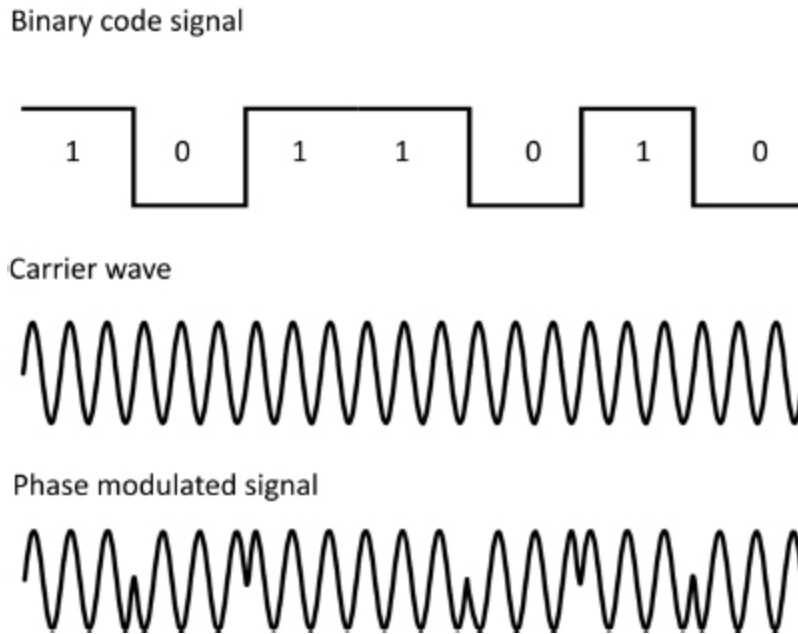 Binary code signal
1 0 1 1 0 1 0
Carrier wave
Phase modulated signal